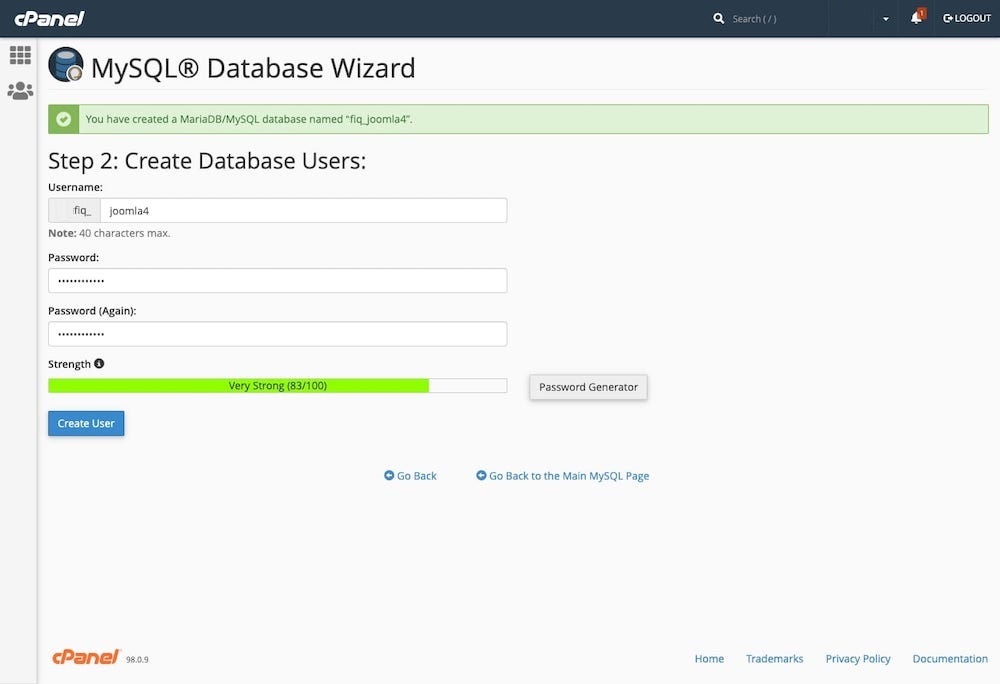 cPanel
Search ( / )
1
LOGOUT
MySQL® Database Wizard
You have created a MariaDB/MySQL database named “fiq_joomla4”.
Step 2: Create Database Users:
Username:
fiq_ joomla4
Note: 40 characters max.
Password:
••••••••••••
Password (Again):
••••••••••••
Strength
Very Strong (83/100)
Password Generator
Create User
Go Back
Go Back to the Main MySQL Page
cPanel 98.0.9
Home Trademarks Privacy Policy Documentation